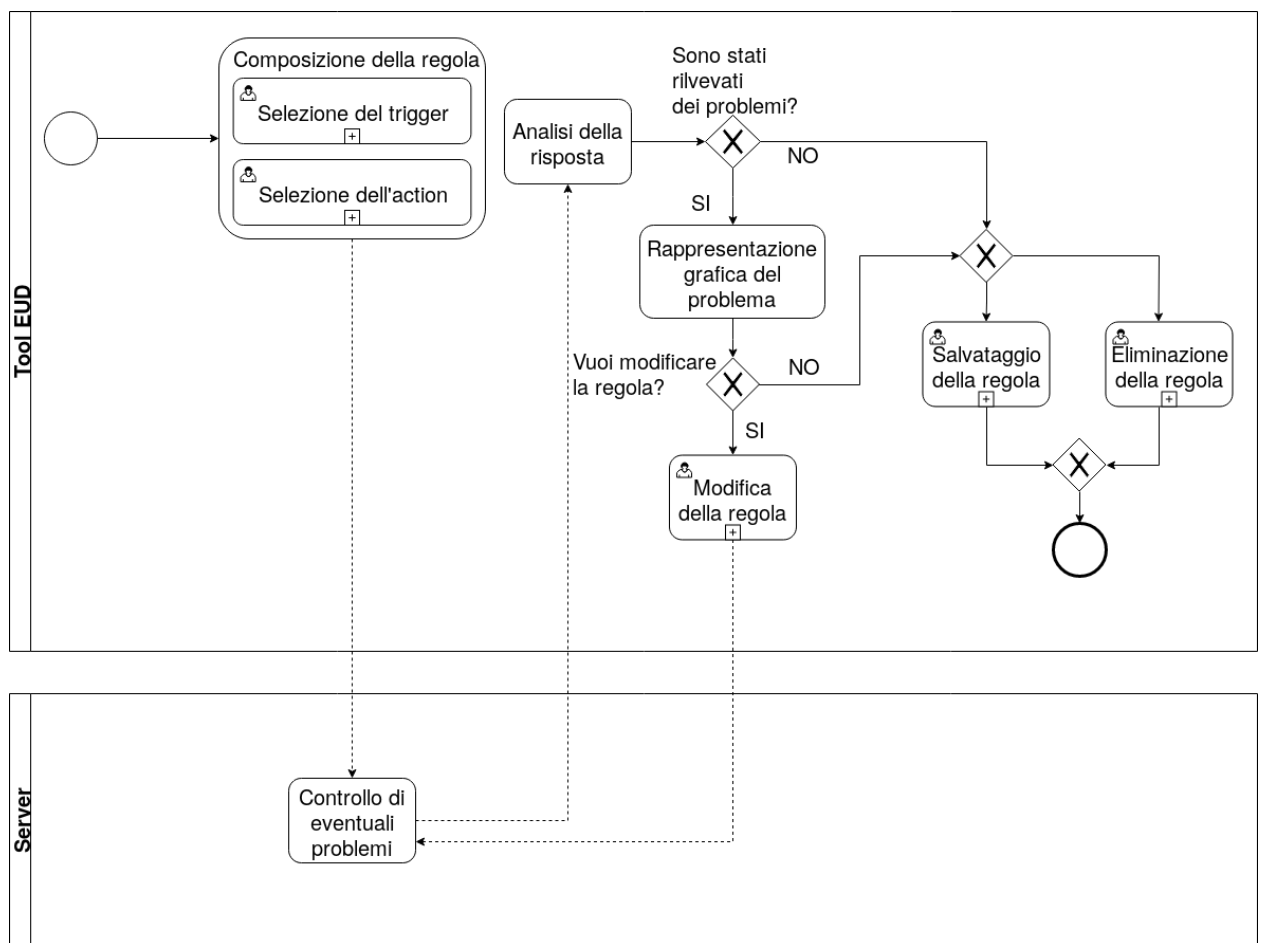 Tool EUD
Composizione della regola
Selezione del trigger
Selezione dell'action
Analisi della
risposta
Sono stati
rilvevati
dei problemi?
NO
SI
Rappresentazione
grafica del
problema
Vuoi modificare
la regola?
NO
SI
Modifica
della regola
Salvataggio
della regola
Eliminazione
della regola
Server
Controllo di
eventuali
problemi